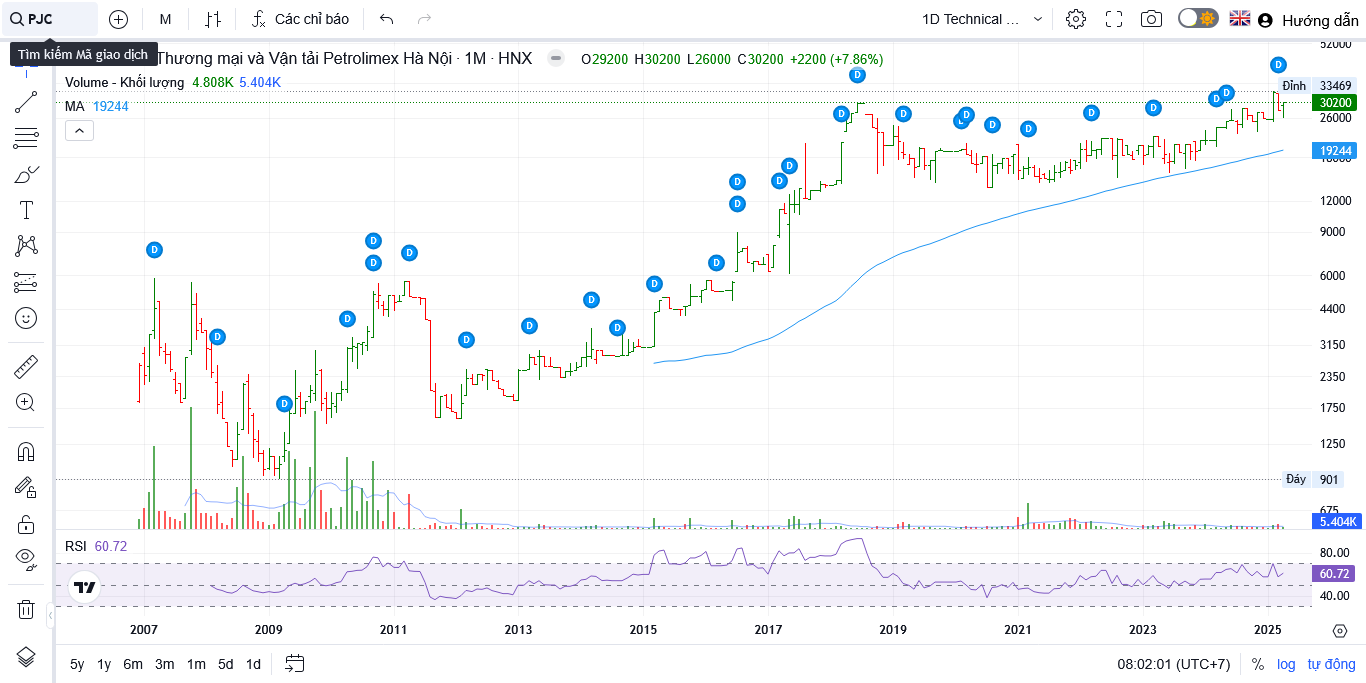 PJC
M
Các chỉ báo
1D Technical ...
Hướng dẫn
Tìm kiếm Mã giao dịch
Thương mại và Vận tải Petrolimex Hà Nội · 1M · HNX
O29200 H30200 L26000 C30200 +2200 (+7.86%)
Volume - Khối lượng 4.808K 5.404K
MA 19244
52000
Đỉnh 33469
30200
26000
19244
18000
12000
9000
6000
4400
3150
2350
1750
1250
Đáy 901
675
5.404K
D D D D D D D D D D D D D D D D D D D D D D D D D D D D D D
RSI 60.72
80.00
60.72
40.00
2007 2009 2011 2013 2015 2017 2019 2021 2023 2025
5y 1y 6m 3m 1m 5d 1d
08:02:01 (UTC+7)
% log tự động